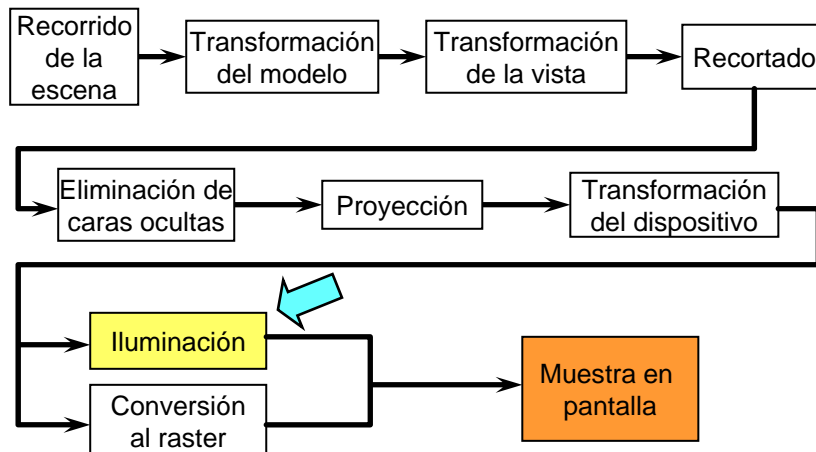 Recorrido
de la
escena
Transformación
del modelo
Transformación
de la vista
Recortado
Eliminación de
caras ocultas
Proyección
Transformación
del dispositivo
Iluminación
Conversión
al raster
Muestra en
pantalla